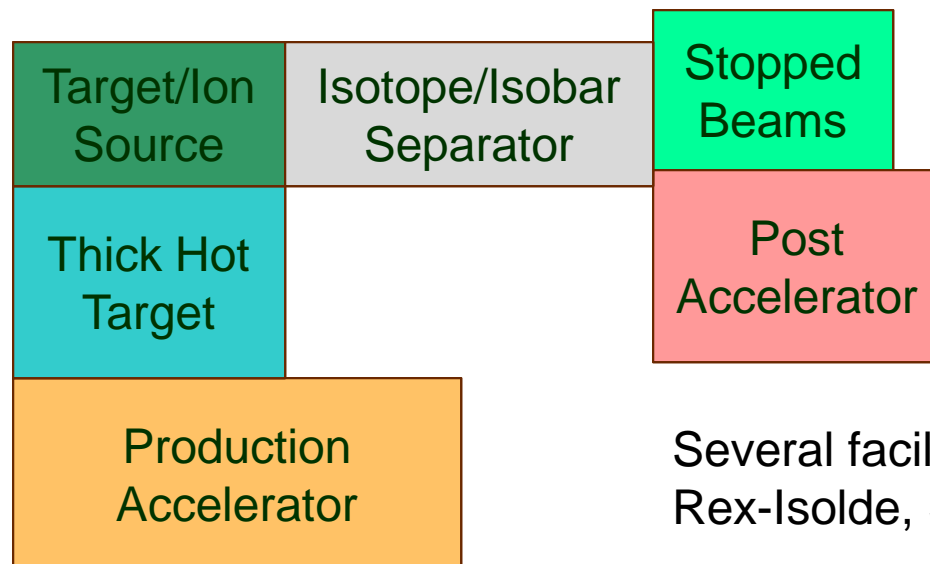 Target/Ion
Source
Isotope/Isobar
Separator
Stopped
Beams
Thick Hot
Target
Post
Accelerator
Production
Accelerator
Several facil
Rex-Isolde,